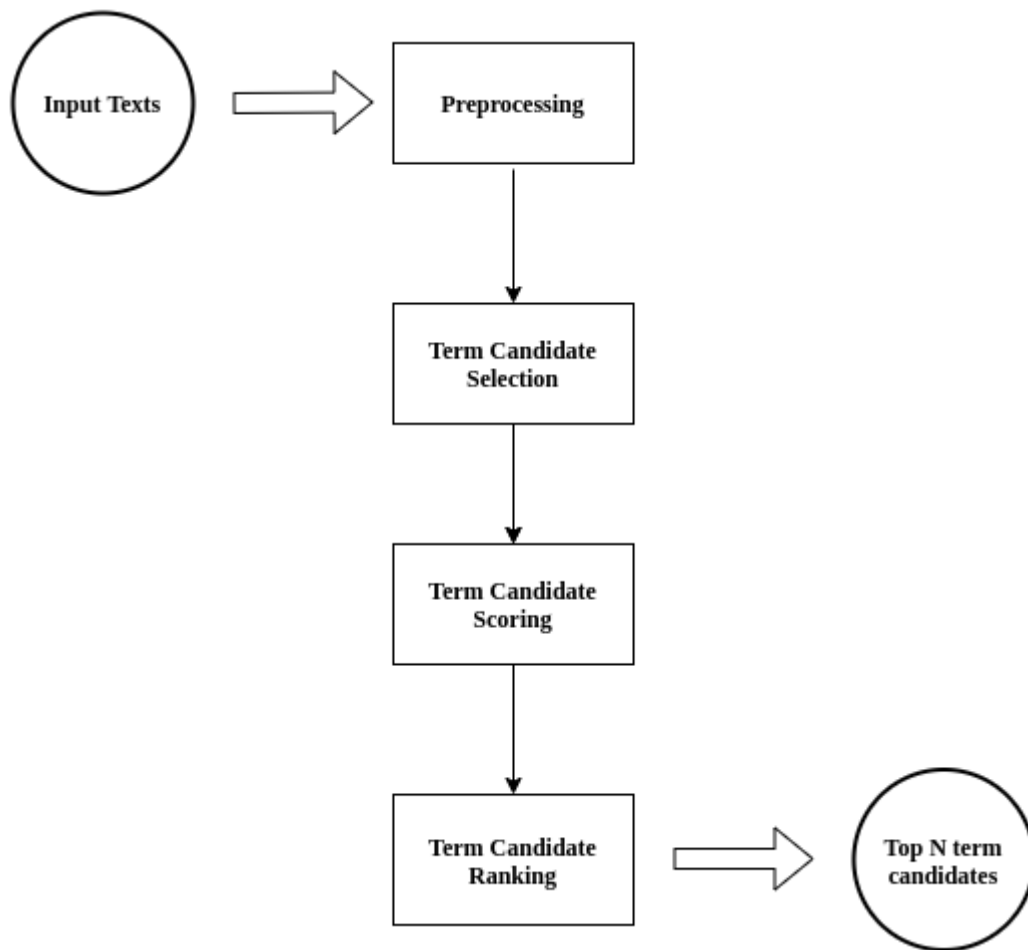 Input Texts
Preprocessing
Term Candidate
Selection
Term Candidate
Scoring
Term Candidate
Ranking
Top N term
candidates